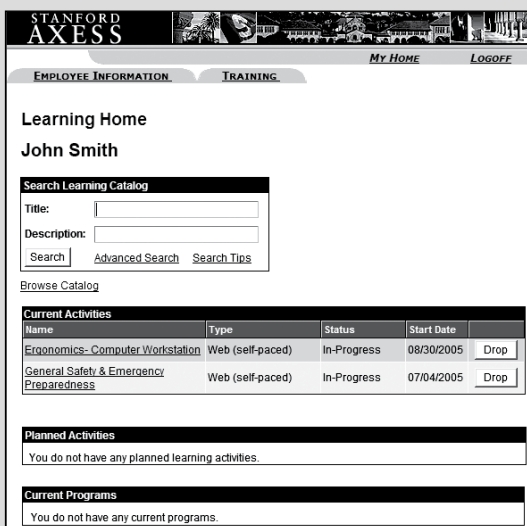 STANFORD
AXESS
MY HOME LOGOFF
EMPLOYEE INFORMATION TRAINING
Learning Home
John Smith
Search Learning Catalog
Title:
Description:
Search Advanced Search Search Tips
Browse Catalog
Current Activities
Name Type Status Start Date
Ergonomics- Computer Workstation Web (self-paced) In-Progress 08/30/2005 Drop
General Safety & Emergency
Preparedness Web (self-paced) In-Progress 07/04/2005 Drop
Planned Activities
You do not have any planned learning activities.
Current Programs
You do not have any current programs.